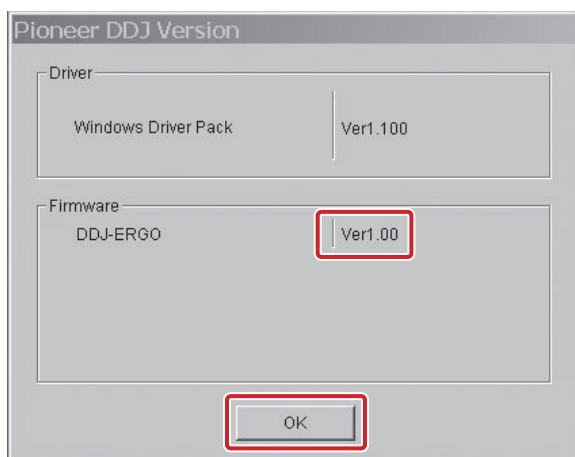 Pioneer DDJ Version
Driver
Windows Driver Pack Ver1.100
Firmware
DDJ-ERGO Ver1.00
OK